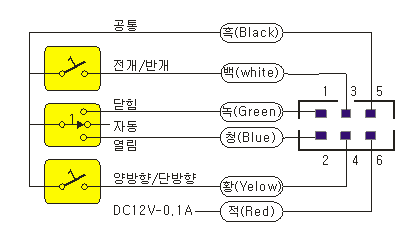 공통
흑(Black)
전개/반개
백(white)
닫힘
녹(Green)
1
3
5
1
자동
청(Blue)
열림
2
4
6
양방향/단방향
황(Yelow)
DC12V-0.1A
적(Red)